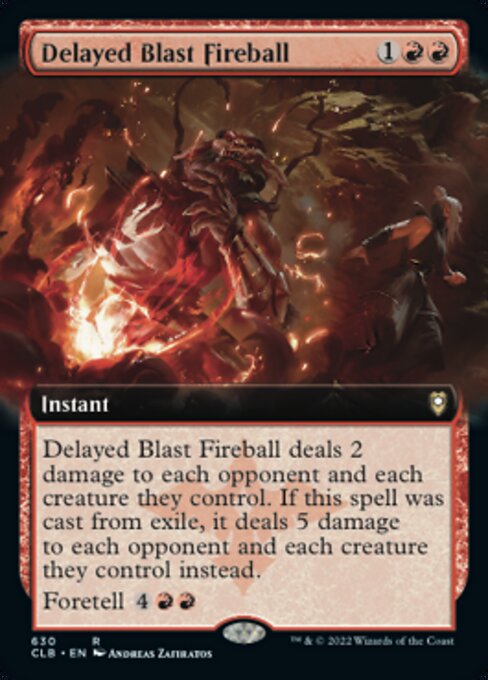 Delayed Blast Fireball 1
Instant
Delayed Blast Fireball deals 2
damage to each opponent and each
creature they control. If this spell was
cast from exile, it deals 5 damage
to each opponent and each creature
they control instead.
Foretell 4
630 R
CLB • EN Andreas Zafiratos
™ & © 2022 Wizards of the Coast